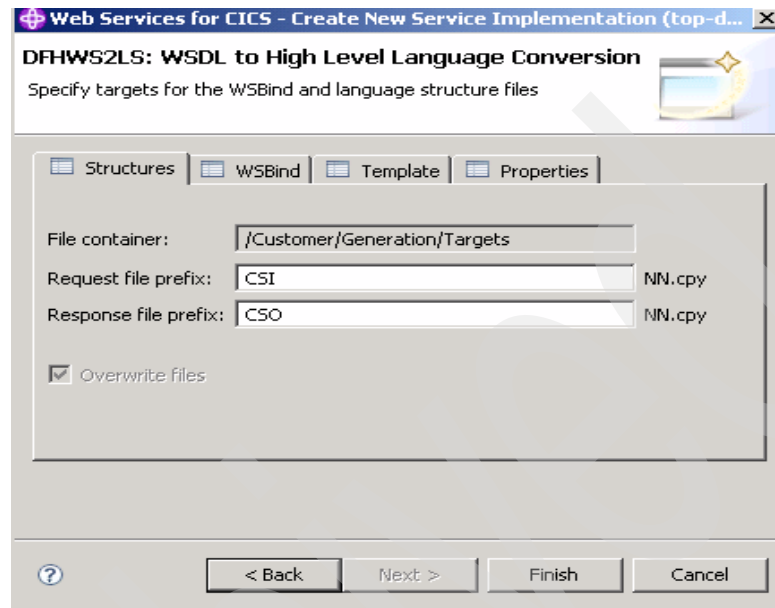 Web Services for CICS - Create New Service Implementation (top-d...
DFHWS2LS: WSDL to High Level Language Conversion
Specify targets for the WSBind and language structure files
Structures WSBind Template Properties
File container: /Customer/Generation/Targets
Request file prefix: CSI NN.cpy
Response file prefix: CSO NN.cpy
Overwrite files
? < Back Next > Finish Cancel